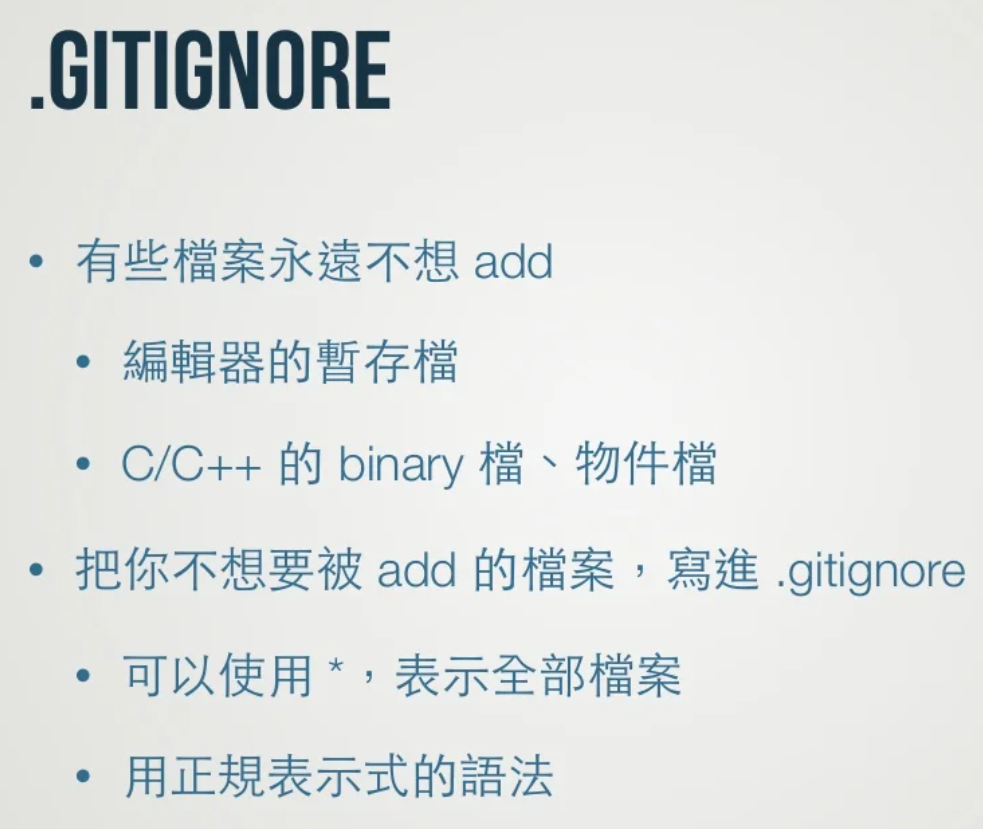 .GITIGNORE
• 有些檔案永遠不想 add
• 編輯器的暫存檔
• C/C++ 的 binary 檔、物件檔
• 把你不想要被 add 的檔案，寫進 .gitignore
• 可以使用 *，表示全部檔案
• 用正規表示式的語法